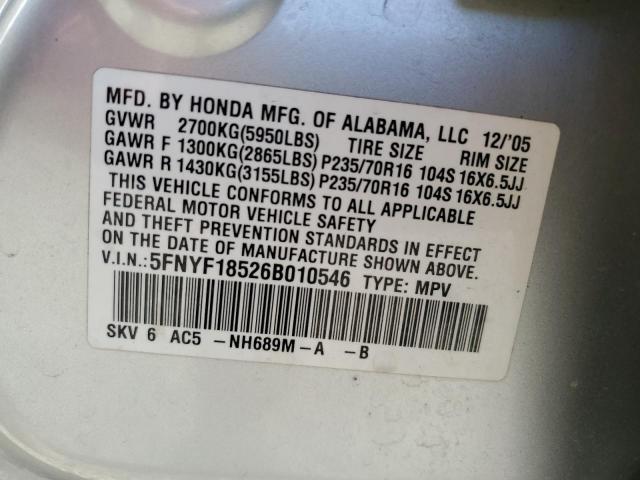 MFD. BY HONDA MFG. OF ALABAMA, LLC 12/'05
GVWR 2700KG(5950LBS) TIRE SIZE RIM SIZE
GAWR F 1300KG(2865LBS) P235/70R16 104S 16X6.5JJ
GAWR R 1430KG(3155LBS) P235/70R16 104S 16X6.5JJ
THIS VEHICLE CONFORMS TO ALL APPLICABLE
FEDERAL MOTOR VEHICLE SAFETY
AND THEFT PREVENTION STANDARDS IN EFFECT
ON THE DATE OF MANUFACTURE SHOWN ABOVE.
V.I.N.:5FNYF18526B010546 TYPE: MPV
SKV 6 AC5 -NH689M-A -B